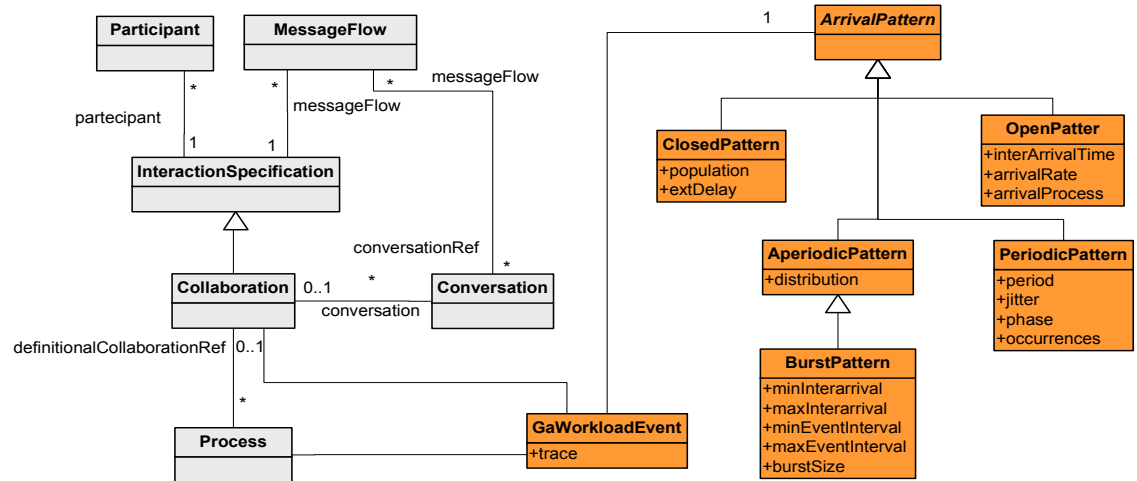 Participant
MessageFlow
1
ArrivalPattern
*
*
*
messageFlow
messageFlow
partecipant
1
1
InteractionSpecification
ClosedPattern
+population
+extDelay
OpenPatter
+interArrivalTime
+arrivalRate
+arrivalProcess
conversationRef
*
*
Collaboration
0..1
conversation
Conversation
AperiodicPattern
+distribution
PeriodicPattern
+period
+jitter
+phase
+occurrences
definitionalCollaborationRef
0..1
*
BurstPattern
+minInterarrival
+maxInterarrival
+minEventInterval
+maxEventInterval
+burstSize
Process
GaWorkloadEvent
+trace